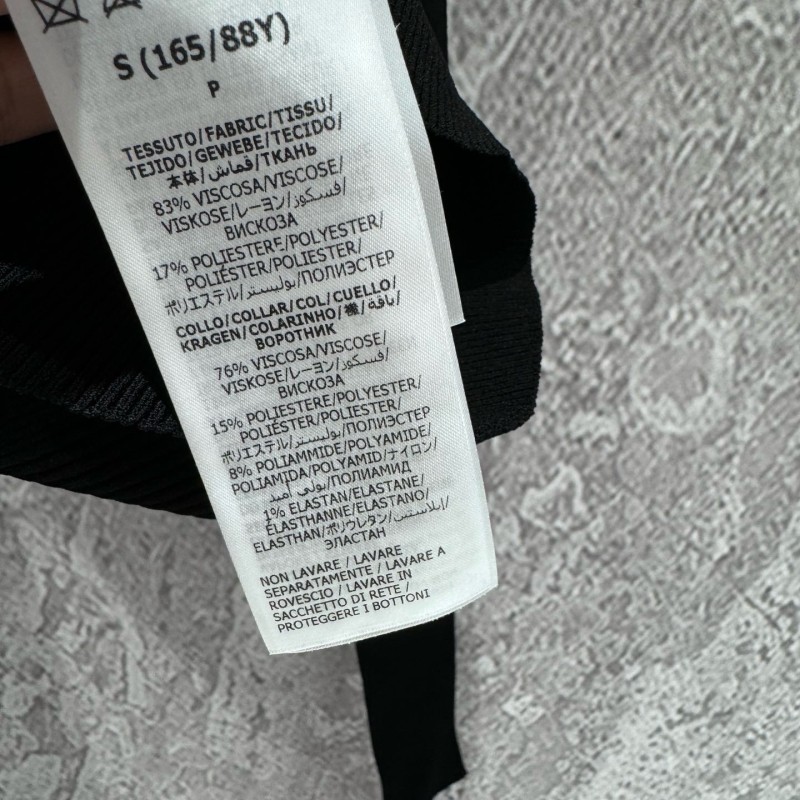 S (165/88Y)
P
TESSUTO/FABRIC/TISSU/
TEJIDO/GEWEBE/TECIDO/
本体/قماش/ТКАНЬ
83% VISCOSA/VISCOSE/
VISKOSE/レーヨン/فسكوز/
ВИСКОЗА
17% POLIESTERE/POLYESTER/
POLIÉSTER/POLIESTER/
ポリエステル/بوليستر/ПОЛИЭСТЕР
COLLO/COLLAR/COL/CUELLO/
KRAGEN/COLARINHO/襟/ياقة/
ВОРОТНИК
76% VISCOSA/VISCOSE/
VISKOSE/レーヨン/فسكوز/
ВИСКОЗА
15% POLIESTERE/POLYESTER/
POLIÉSTER/POLIESTER/
ポリエステル/بوليستر/ПОЛИЭСТЕР
8% POLIAMMIDE/POLYAMIDE/
POLIAMIDA/POLYAMID/ナイロン/
بولي أميد/ПОЛИАМИД
1% ELASTAN/ELASTANE/
ELASTHANNE/ELASTANO/
ELASTHAN/ポリウレタン/إيلاستين/
ЭЛАСТАН
NON LAVARE / LAVARE
SEPARATAMENTE / LAVARE A
ROVESCIO / LAVARE IN
SACCHETTO DI RETE /
PROTEGGERE I BOTTONI